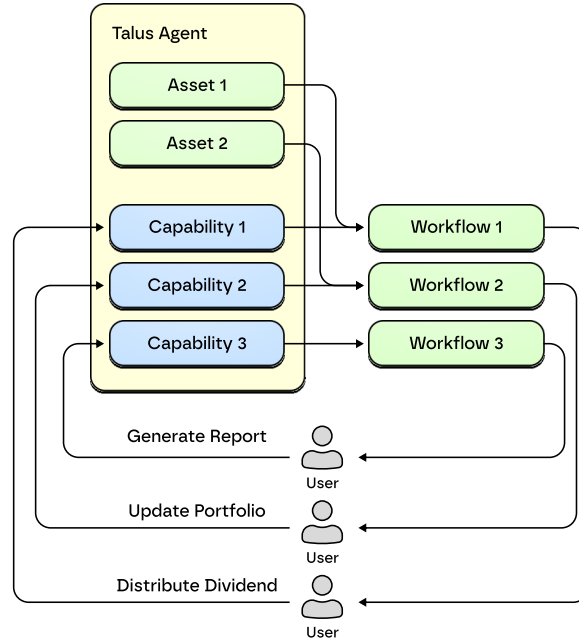 Talus Agent
Asset 1
Asset 2
Capability 1
Workflow 1
Capability 2
Workflow 2
Capability 3
Workflow 3
Generate Report
User
Update Portfolio
User
Distribute Dividend
User